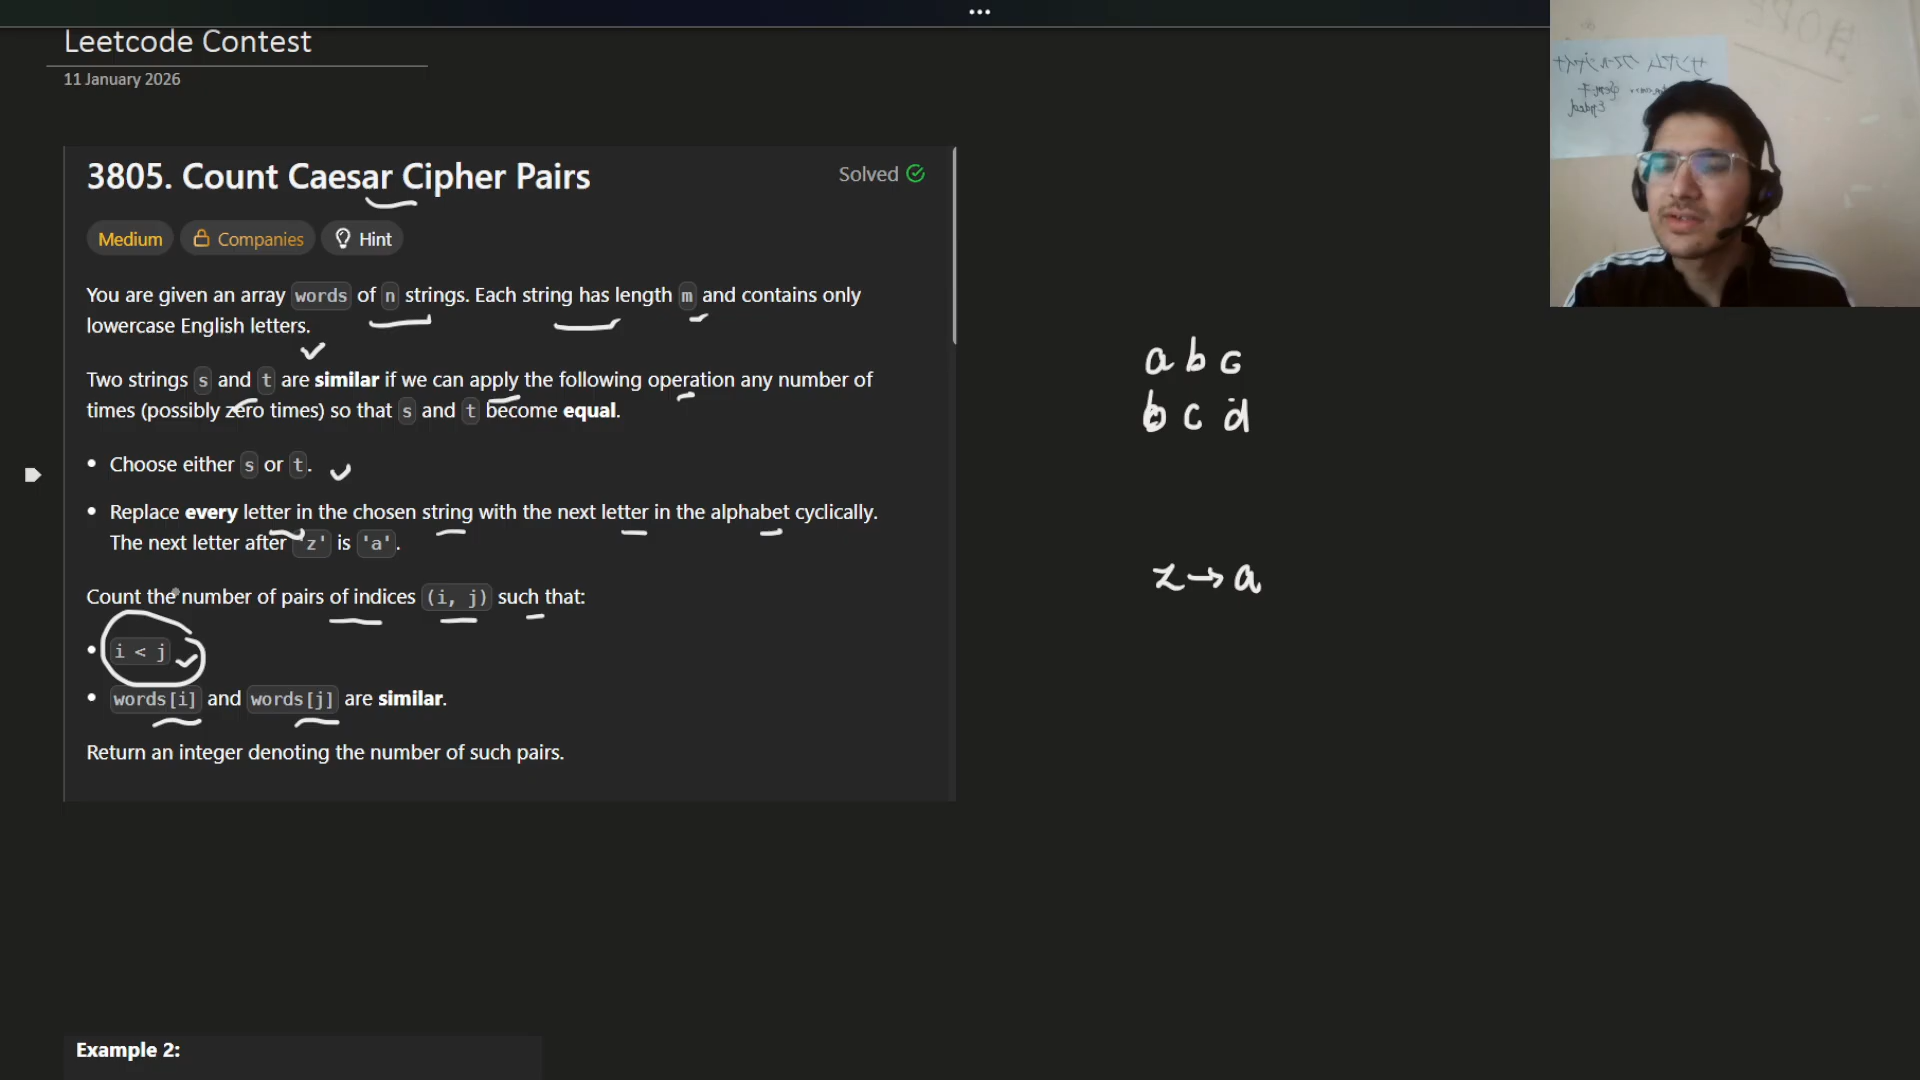 Leetcode Contest
11 January 2026
3805. Count Caesar Cipher Pairs
Solved
Medium
Companies
Hint
You are given an array words of n strings. Each string has length m and contains only
lowercase English letters.
Two strings s and t are similar if we can apply the following operation any number of
times (possibly zero times) so that s and t become equal.
• Choose either s or t.
• Replace every letter in the chosen string with the next letter in the alphabet cyclically.
The next letter after 'z' is 'a'.
Count the number of pairs of indices (i, j) such that:
• i < j
• words[i] and words[j] are similar.
Return an integer denoting the number of such pairs.
Example 2:
a b c
b c d
z → a